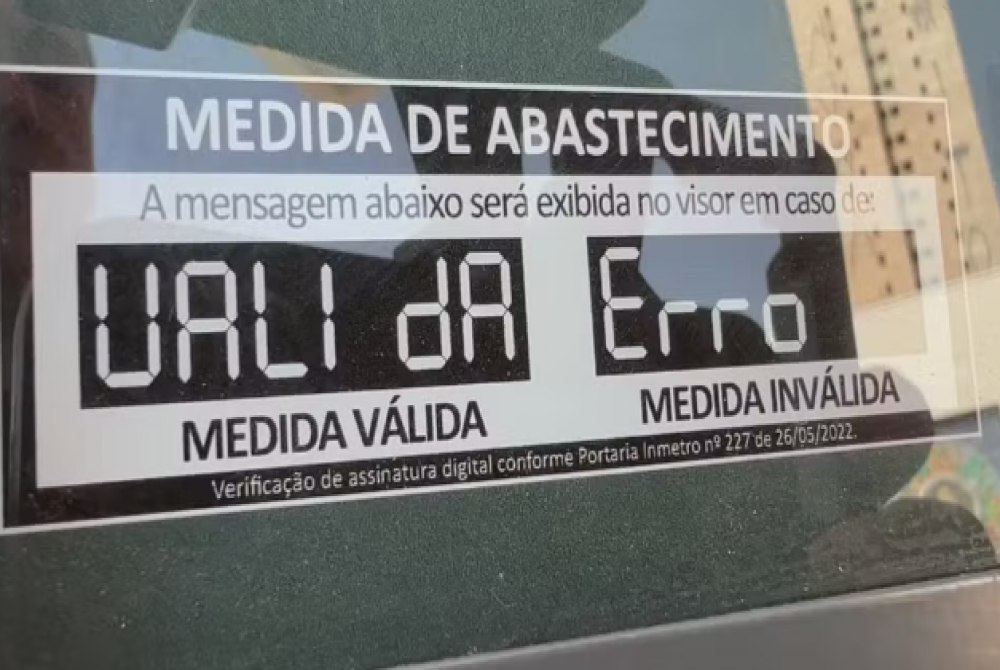 MEDIDA DE ABASTECIMENTO
A mensagem abaixo será exibida no visor em caso de:
VALI dA Erro
MEDIDA VÁLIDA MEDIDA INVÁLIDA
Verificação de assinatura digital conforme Portaria Inmetro nº 227 de 26/05/2022.